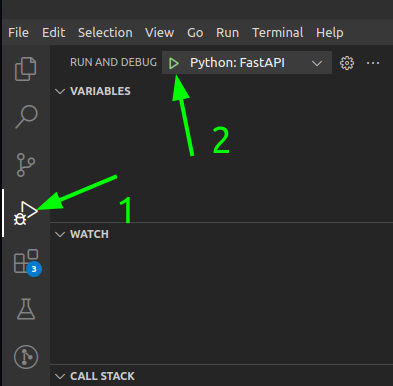 File Edit Selection View Go Run Terminal Help
RUN AND DEBUG Python: FastAPI
VARIABLES
2
1
WATCH
3
CALL STACK